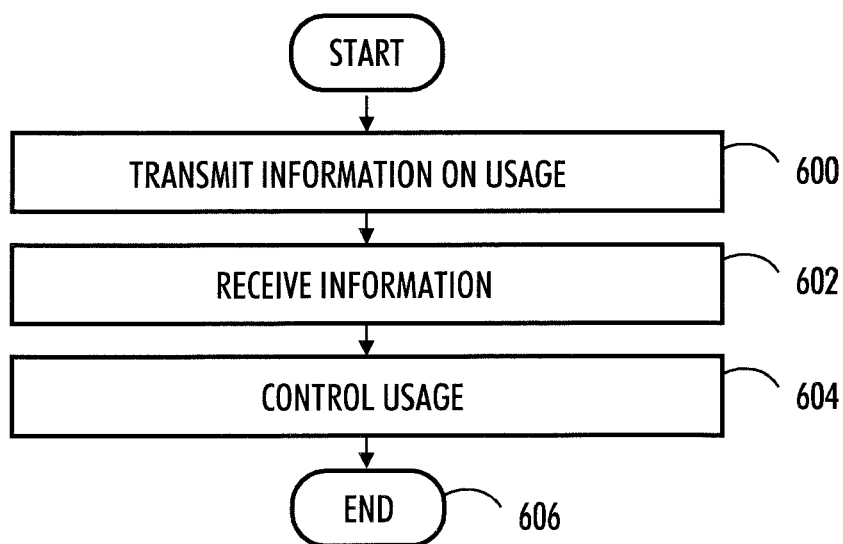 START
TRANSMIT INFORMATION ON USAGE
600
RECEIVE INFORMATION
602
CONTROL USAGE
604
END
606